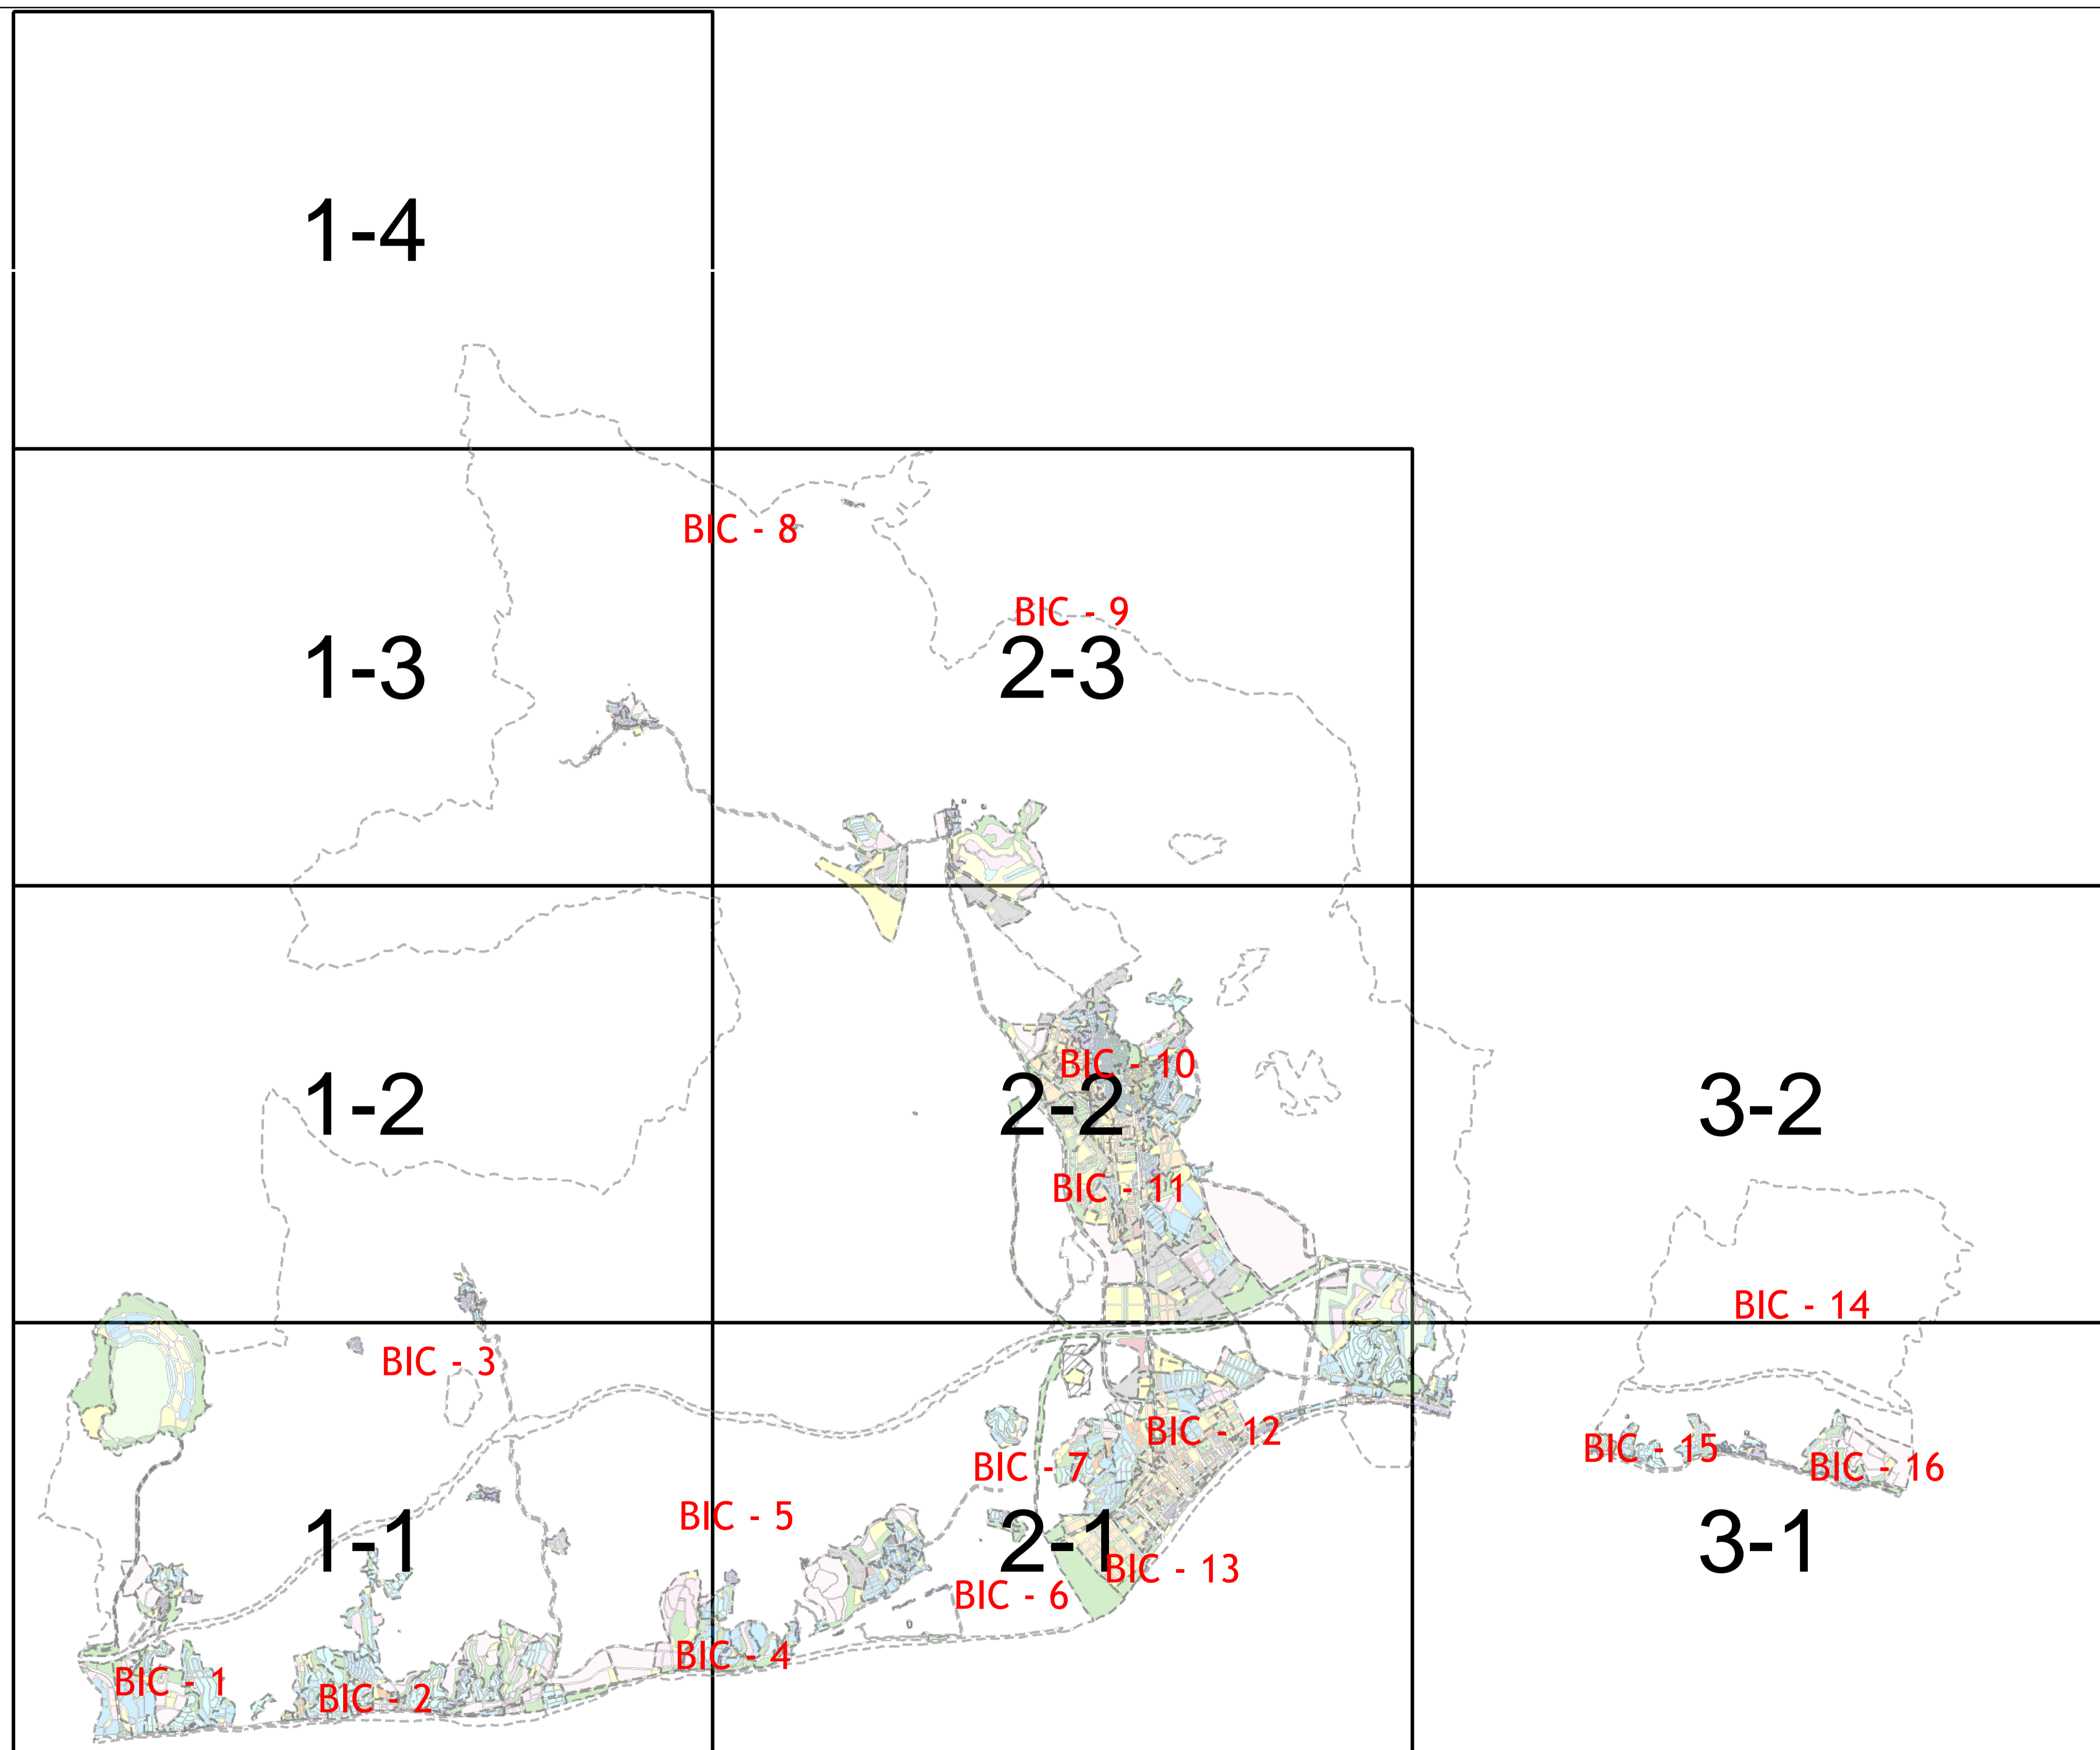 1-4
BIC - 8
BIC - 9
1-3
2-3
BIC - 10
1-2
2-2
3-2
BIC - 11
BIC - 14
BIC - 3
BIC - 12
BIC - 15
BIC - 7
BIC - 16
BIC - 5
1-1
2-1
3-1
BIC - 13
BIC - 6
BIC - 4
BIC - 1
BIC - 2